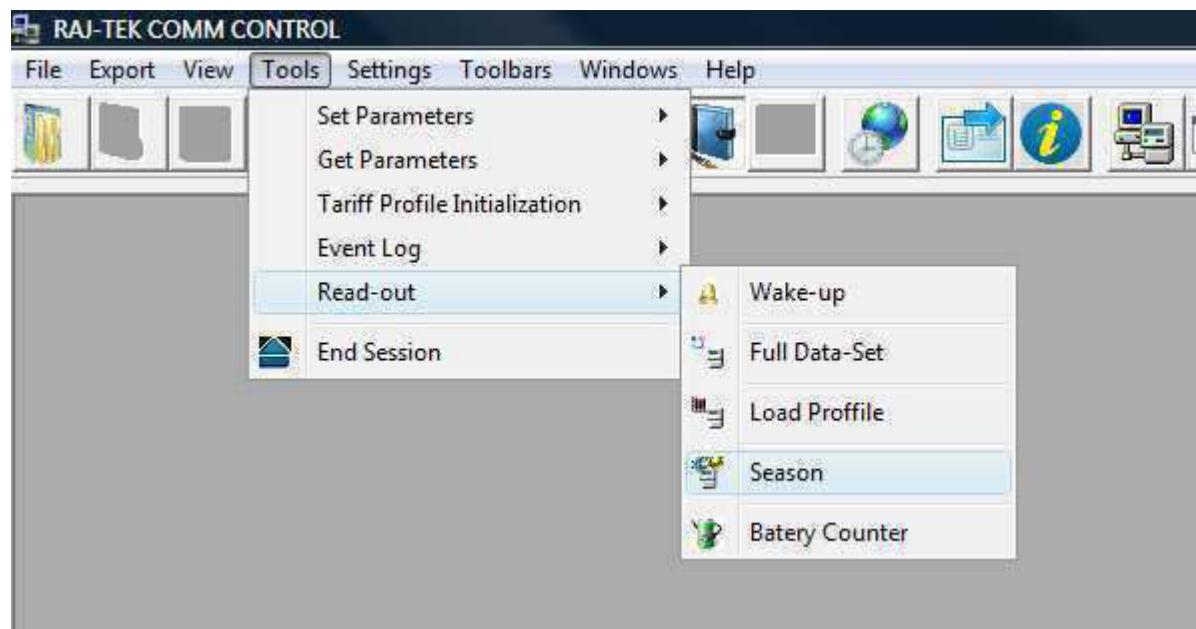 RAJ-TEK COMM CONTROL
File Export View Tools Settings Toolbars Windows Help
Set Parameters
Get Parameters
Tariff Profile Initialization
Event Log
Read-out
End Session
Wake-up
Full Data-Set
Load Proffile
Season
Batery Counter